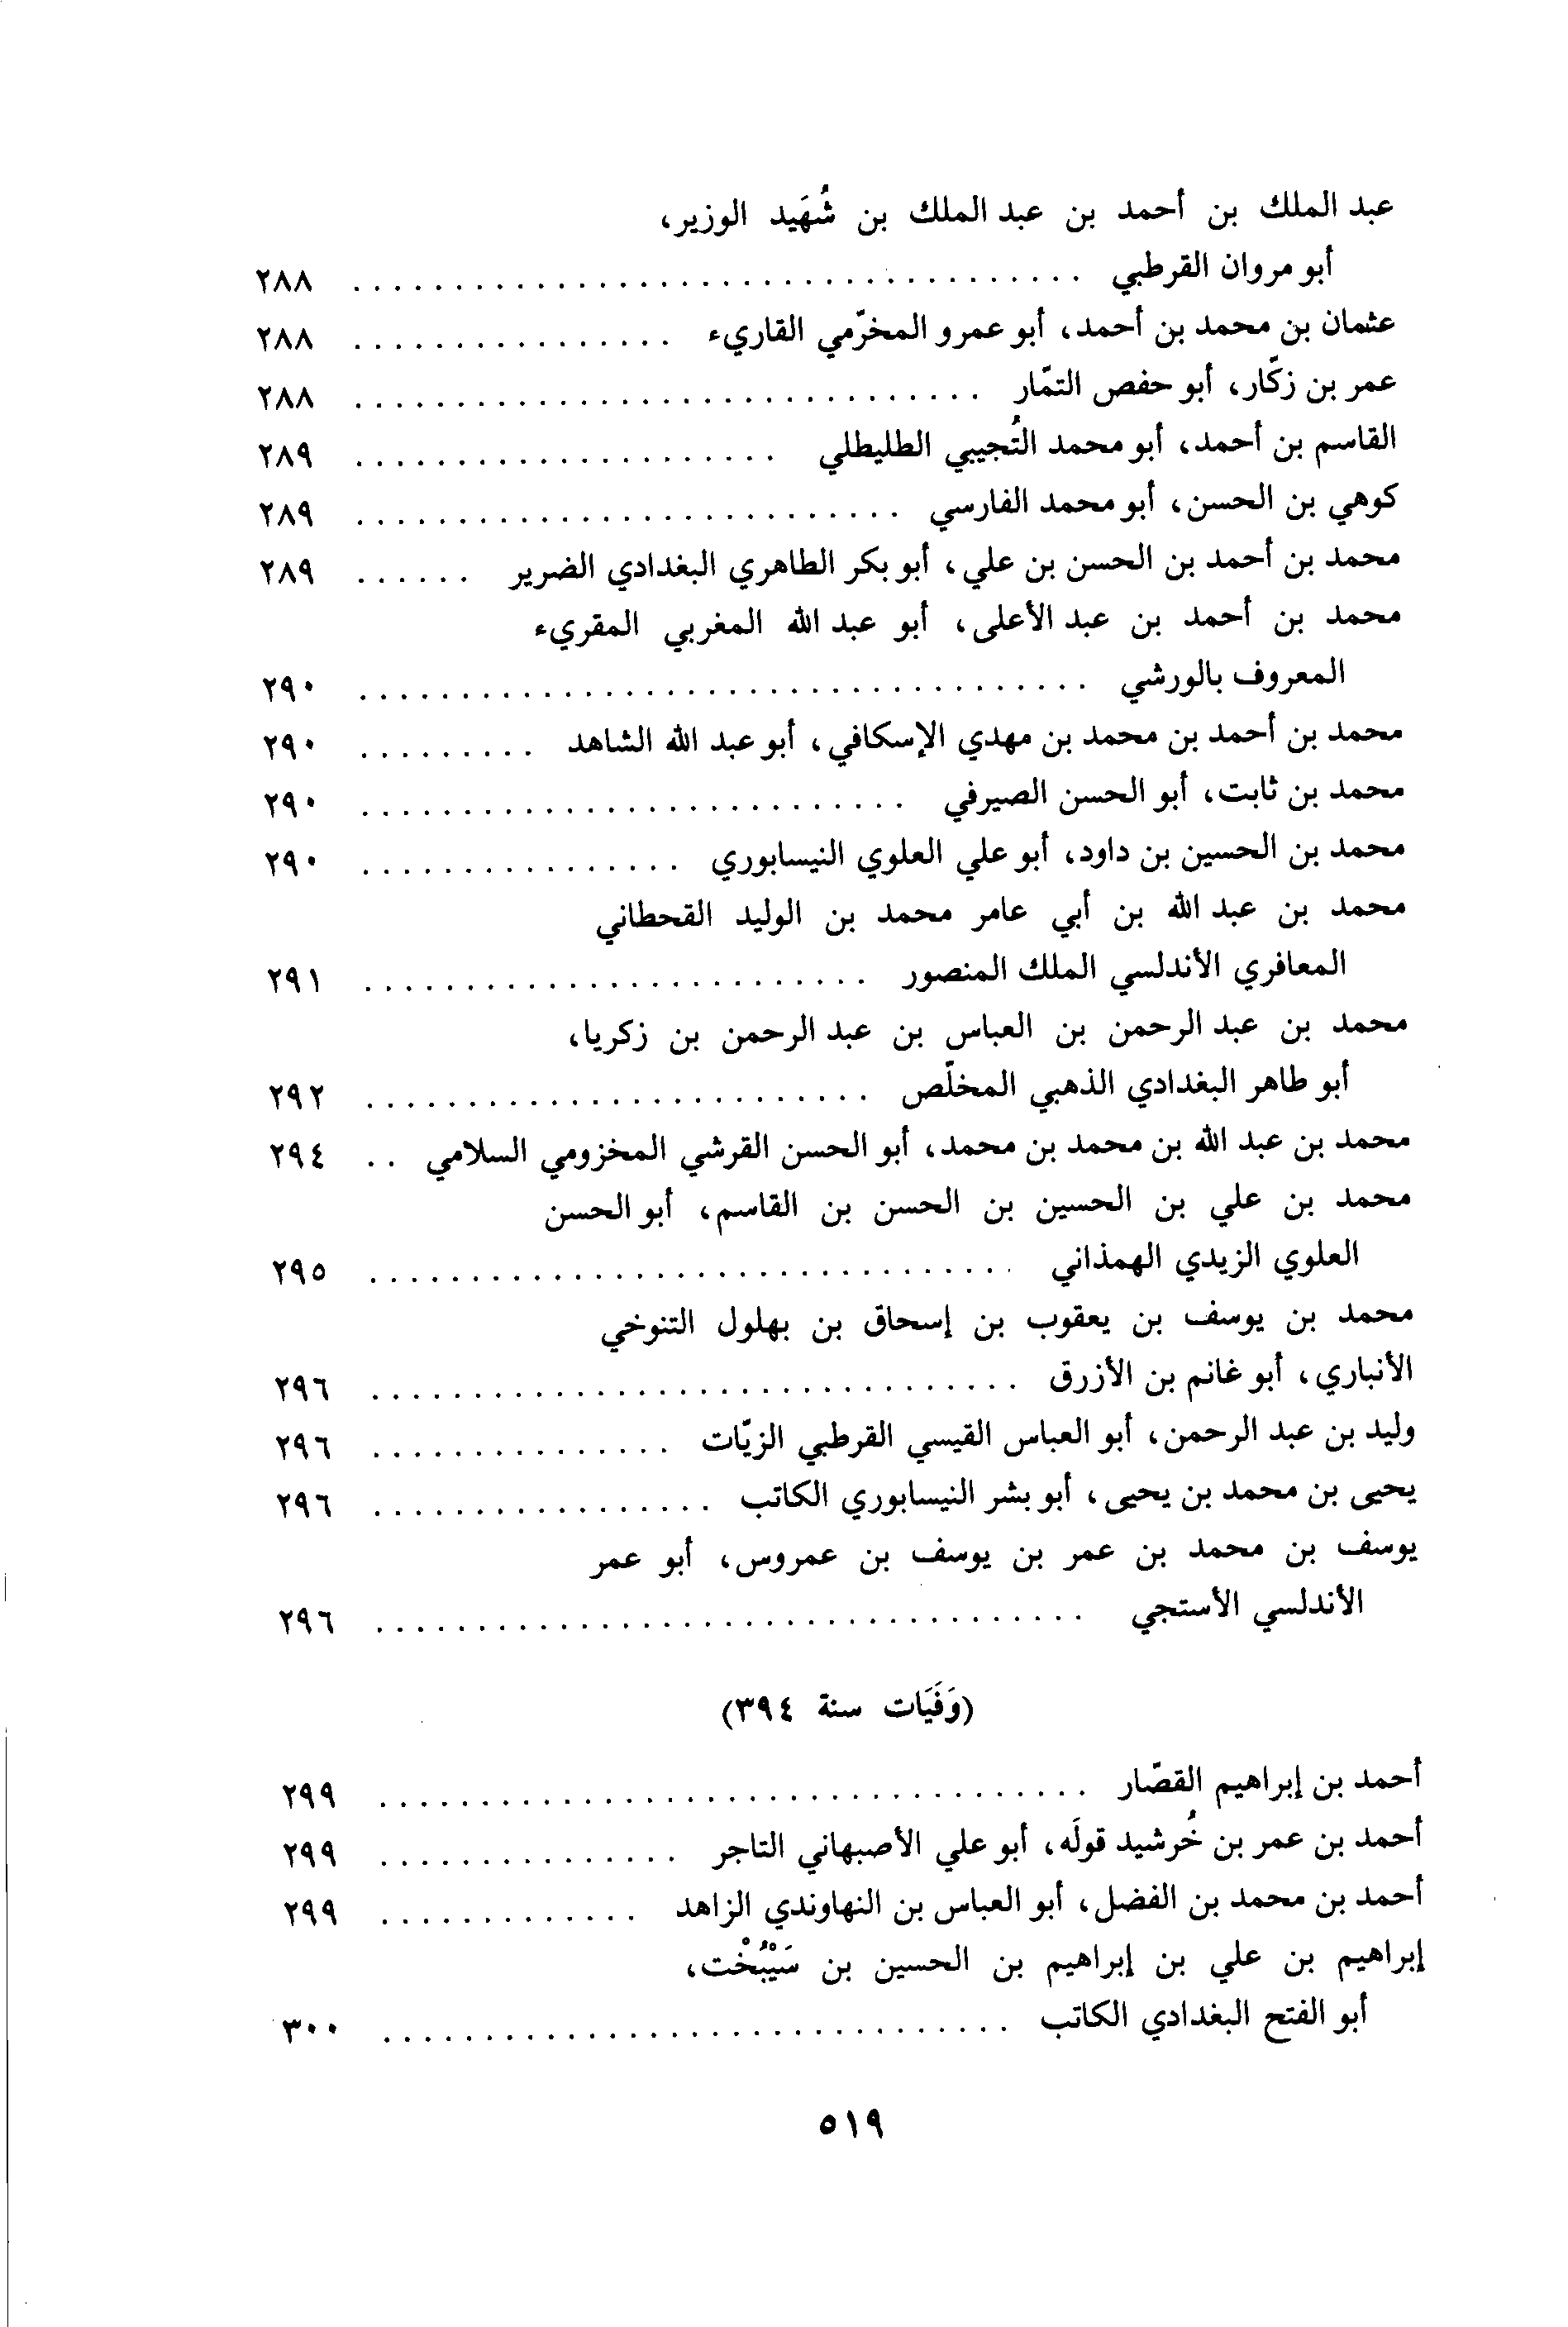 عبد الملك بن أحمد بن عبد الملك بن شُهَيد الوزير،
أبو مروان القرطبي . . . . . . . . . . . . . . . . . . . . ٢٨٨
عثمان بن محمد بن أحمد، أبو عمرو المخرّمي القاريء . . . . . . . . . . ٢٨٨
عمر بن زكّار، أبو حفص التمّار . . . . . . . . . . . . . . . . . . . . ٢٨٨
القاسم بن أحمد، أبو محمد التُجيبي الطليطلي . . . . . . . . . . . . . . . ٢٨٩
كوهي بن الحسن، أبو محمد الفارسي . . . . . . . . . . . . . . . . . . . . ٢٨٩
محمد بن أحمد بن الحسن بن علي، أبو بكر الطاهري البغدادي الضرير . . . . . . ٢٨٩
محمد بن أحمد بن عبد الأعلى، أبو عبد الله المغربي المقريء
المعروف بالورشي . . . . . . . . . . . . . . . . . . . . ٢٩٠
محمد بن أحمد بن محمد بن مهدي الإسكافي، أبو عبد الله الشاهد . . . . . . . . . ٢٩٠
محمد بن ثابت، أبو الحسن الصيرفي . . . . . . . . . . . . . . . . . . . . ٢٩٠
محمد بن الحسين بن داود، أبو علي العلوي النيسابوري . . . . . . . . . . . . ٢٩٠
محمد بن عبد الله بن أبي عامر محمد بن الوليد القحطاني
المعافري الأندلسي الملك المنصور . . . . . . . . . . . . . . . . . . . . ٢٩١
محمد بن عبد الرحمن بن العباس بن عبد الرحمن بن زكريا،
أبو طاهر البغدادي الذهبي المخلّص . . . . . . . . . . . . . . . . . . . . ٢٩٢
محمد بن عبد الله بن محمد بن محمد، أبو الحسن القرشي المخزومي السلامي . . ٢٩٤
محمد بن علي بن الحسين بن الحسن بن القاسم، أبو الحسن
العلوي الزيدي الهمذاني . . . . . . . . . . . . . . . . . . . . ٢٩٥
محمد بن يوسف بن يعقوب بن إسحاق بن بهلول التنوخي
الأنباري، أبو غانم بن الأزرق . . . . . . . . . . . . . . . . . . . . ٢٩٦
وليد بن عبد الرحمن، أبو العباس القيسي القرطبي الزيّات . . . . . . . . . . . . ٢٩٦
يحيى بن محمد بن يحيى، أبو بشر النيسابوري الكاتب . . . . . . . . . . . . . ٢٩٦
يوسف بن محمد بن عمر بن يوسف بن عمروس، أبو عمر
الأندلسي الأستجي . . . . . . . . . . . . . . . . . . . . ٢٩٦
(وَفَيَات سنة ٣٩٤)
أحمد بن إبراهيم القصّار . . . . . . . . . . . . . . . . . . . . ٢٩٩
أحمد بن عمر بن خُرشيد قولَه، أبو علي الأصبهاني التاجر . . . . . . . . . . . . ٢٩٩
أحمد بن محمد بن الفضل، أبو العباس بن النهاوندي الزاهد . . . . . . . . . . . ٢٩٩
إبراهيم بن علي بن إبراهيم بن الحسين بن سَيْبُخْت،
أبو الفتح البغدادي الكاتب . . . . . . . . . . . . . . . . . . . . ٣٠٠
٥١٩